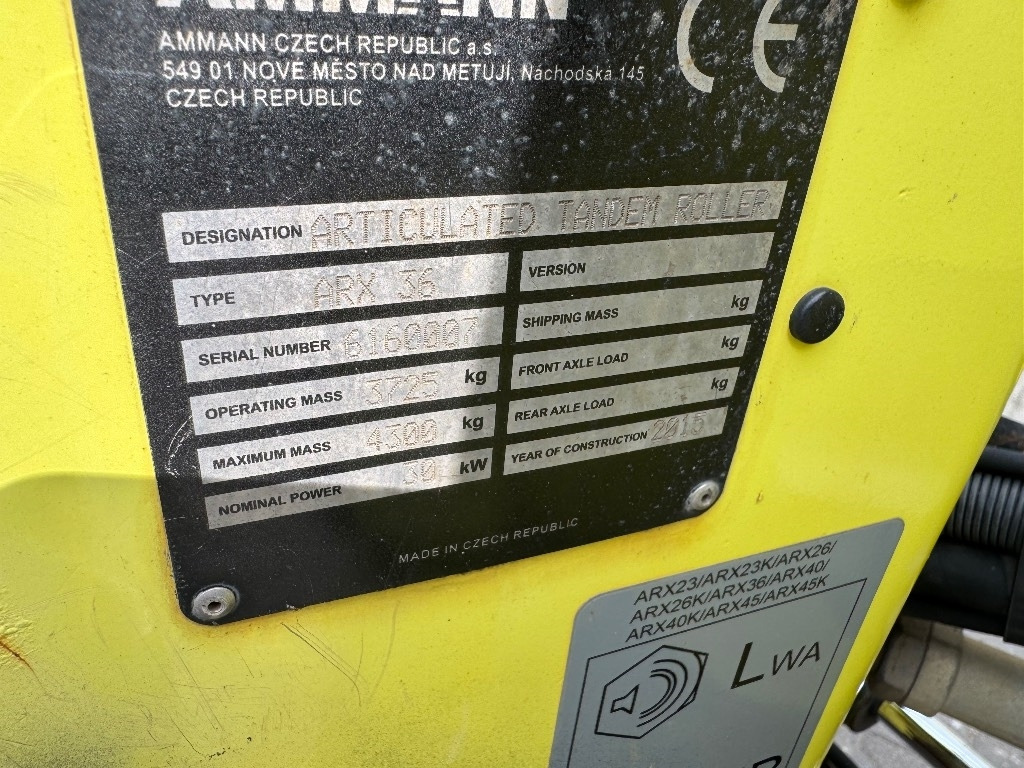 AMMANN
AMMANN CZECH REPUBLIC a.s.
549 01 NOVÉ MĚSTO NAD METUJÍ, Náchodská 145
CZECH REPUBLIC
CE
DESIGNATION ARTICULATED TANDEM ROLLER
TYPE ARX 36
VERSION
SERIAL NUMBER 6160007
SHIPPING MASS kg
OPERATING MASS 3725 kg
FRONT AXLE LOAD kg
MAXIMUM MASS 4300 kg
REAR AXLE LOAD kg
NOMINAL POWER 30 kW
YEAR OF CONSTRUCTION 2015
MADE IN CZECH REPUBLIC
ARX23/ARX23K/ARX26/
ARX26K/ARX36/ARX40/
ARX40K/ARX45/ARX45K
LWA